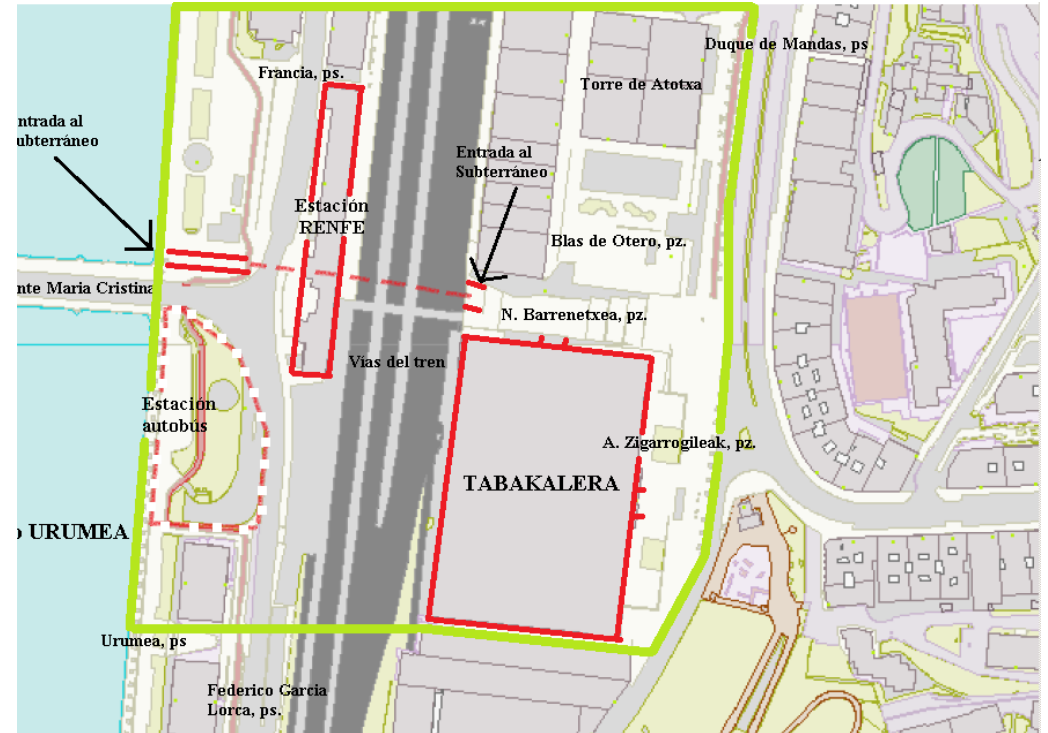 Duque de Mandas, ps
Francia, ps.
Torre de Atotxa
ntrada al
ubterráneo
Entrada al
Subterráneo
Estación
RENFE
Blas de Otero, pz.
nte Maria Cristina
N. Barrenetxea, pz.
Vías del tren
Estación
autobús
A. Zigarrogileak, pz.
TABAKALERA
o URUMEA
Urumea, ps
Federico Garcia
Lorca, ps.